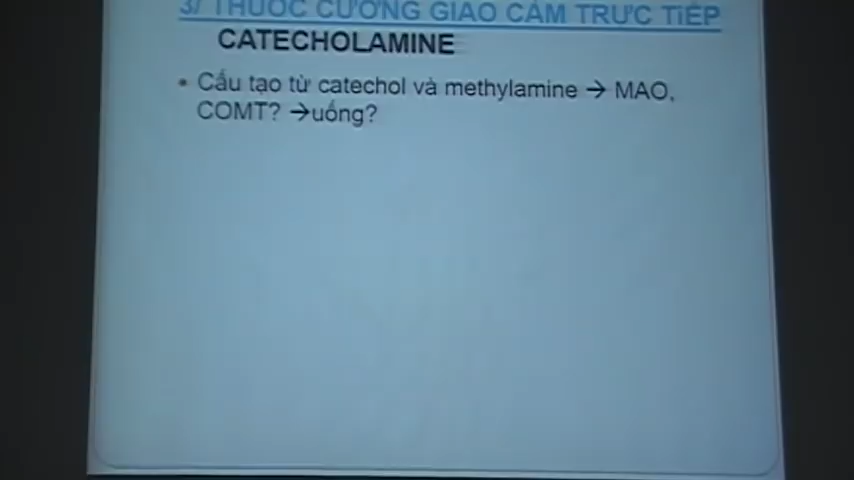 3/ THUỐC CƯỜNG GIAO CẢM TRỰC TiẾP
CATECHOLAMINE
• Cấu tạo từ catechol và methylamine → MAO,
COMT? →uống?